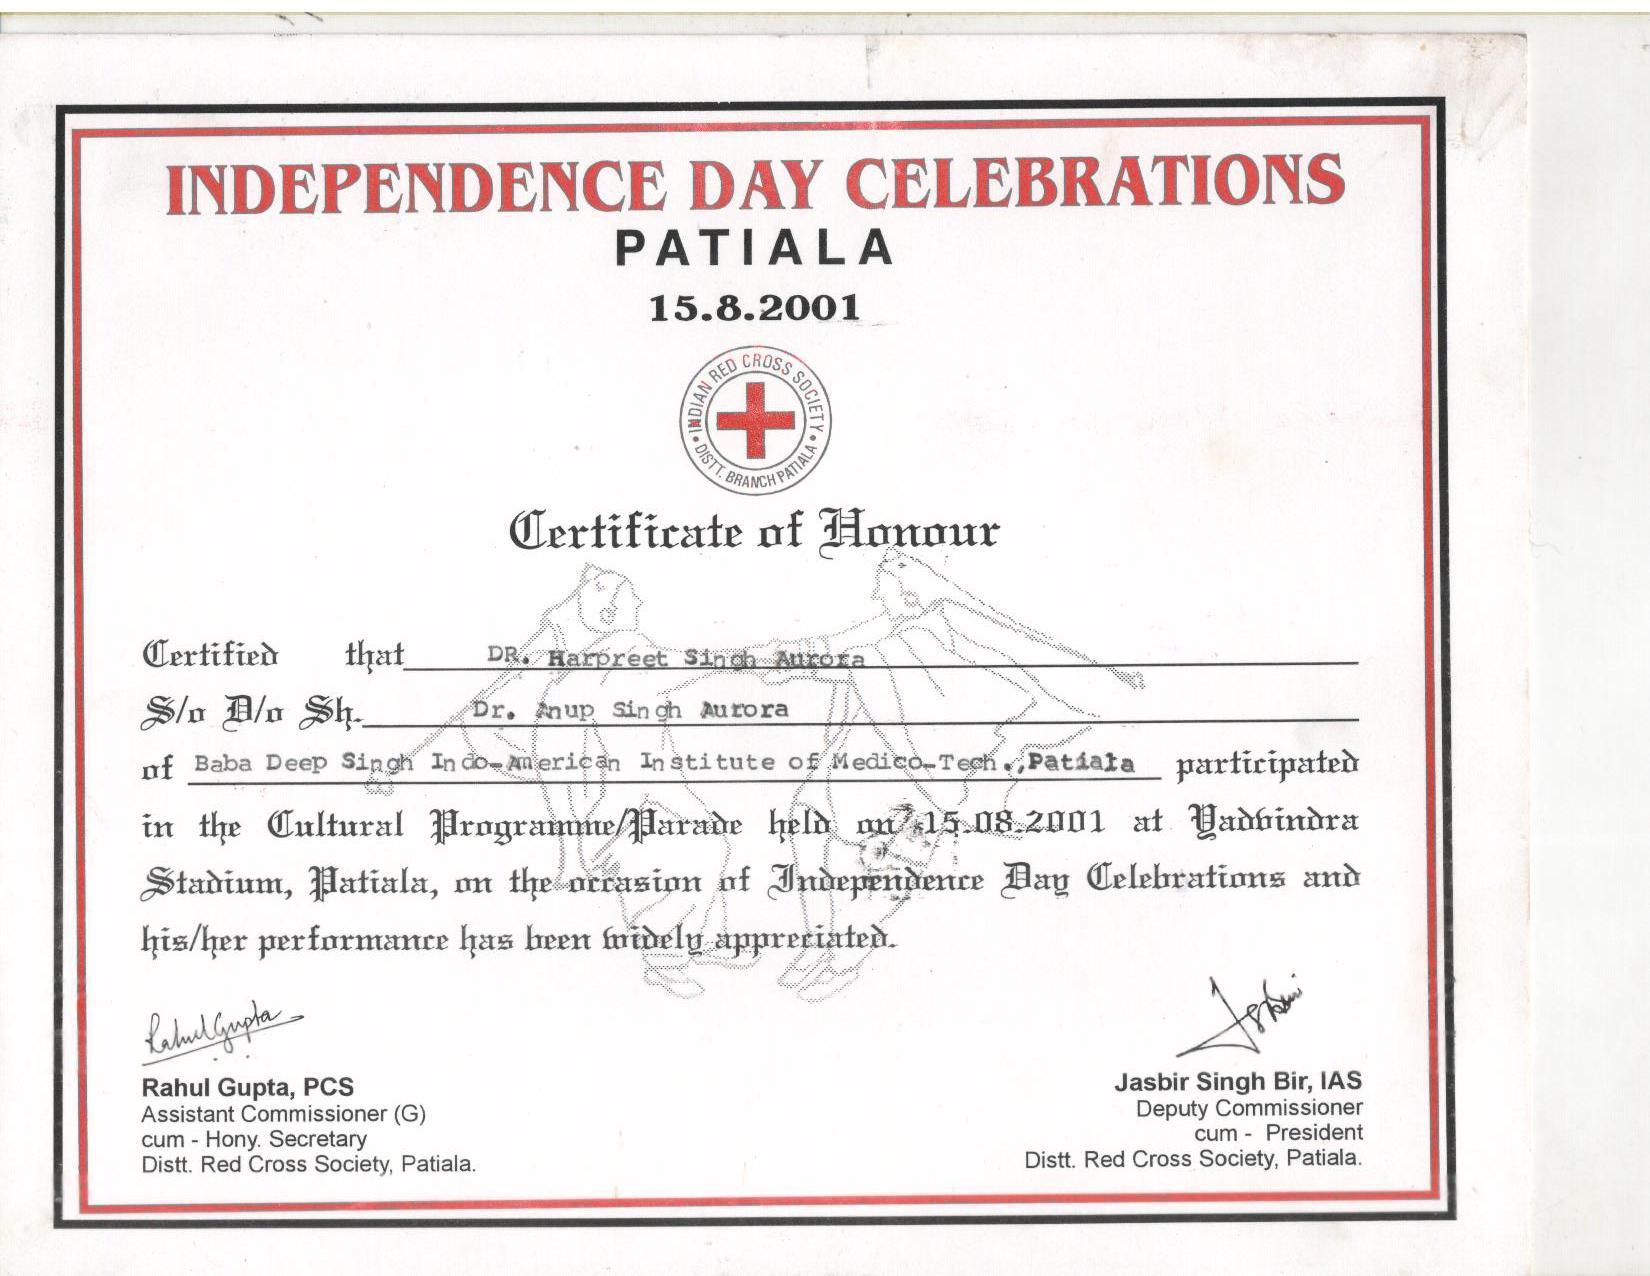 INDEPENDENCE DAY CELEBRATIONS
PATIALA
15.8.2001
INDIAN RED CROSS SOCIETY
DISTT. BRANCH PATIALA
Certificate of Honour
Certified that DR. Harpreet Singh Aurora
S/o D/o Sh. Dr. Anup Singh Aurora
of Baba Deep Singh Indo-American Institute of Medico-Tech.,Patiala participated
in the Cultural Programme/Parade held on 15.08.2001 at Yadvindra
Stadium, Patiala, on the occasion of Independence Day Celebrations and
his/her performance has been widely appreciated.
Rahul Gupta
Rahul Gupta, PCS
Assistant Commissioner (G)
cum - Hony. Secretary
Distt. Red Cross Society, Patiala.
Jasbir Singh Bir, IAS
Deputy Commissioner
cum - President
Distt. Red Cross Society, Patiala.